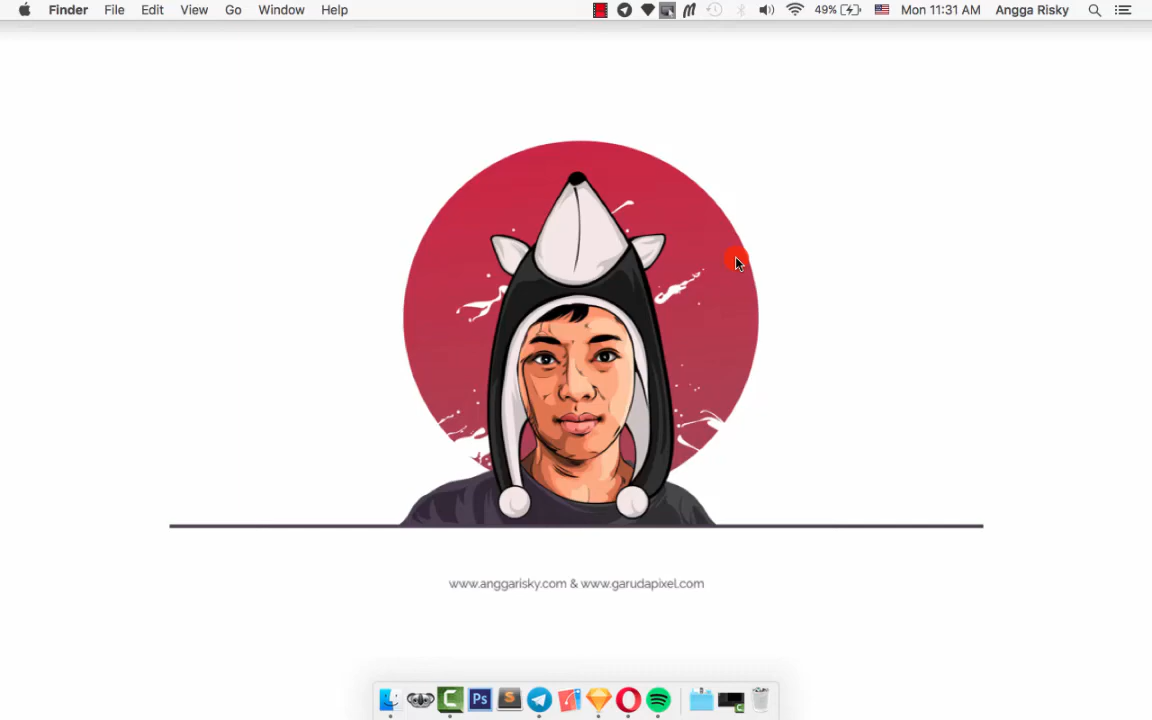 Finder File Edit View Go Window Help 49% Mon 11:31 AM Angga Risky
www.anggarisky.com & www.garudapixel.com
Ps